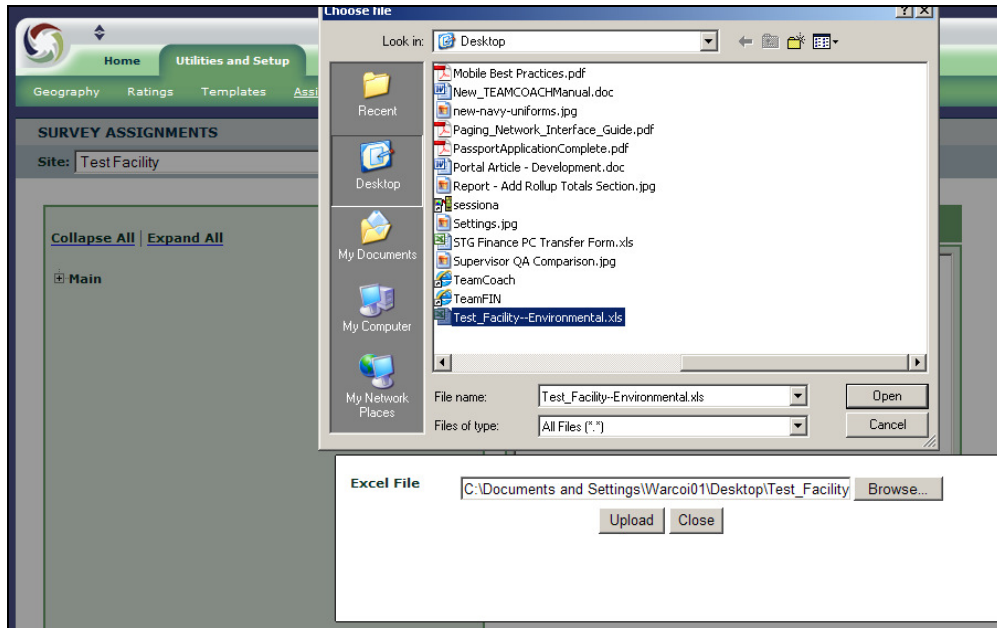 Choose file
? X
Look in: Desktop
Home
Utilities and Setup
Geography Ratings Templates Assi
SURVEY ASSIGNMENTS
Site: Test Facility
Collapse All | Expand All
Main
Recent
Desktop
My Documents
My Computer
My Network
Places
Mobile Best Practices.pdf
New_TEAMCOACHManual.doc
new-navy-uniforms.jpg
Paging_Network_Interface_Guide.pdf
PassportApplicationComplete.pdf
Portal Article - Development.doc
Report - Add Rollup Totals Section.jpg
sessiona
Settings.jpg
STG Finance PC Transfer Form.xls
Supervisor QA Comparison.jpg
TeamCoach
TeamFIN
Test_Facility--Environmental.xls
File name: Test_Facility--Environmental.xls Open
Files of type: All Files (*.*) Cancel
Excel File C:\Documents and Settings\Warcoi01\Desktop\Test_Facility Browse...
Upload Close